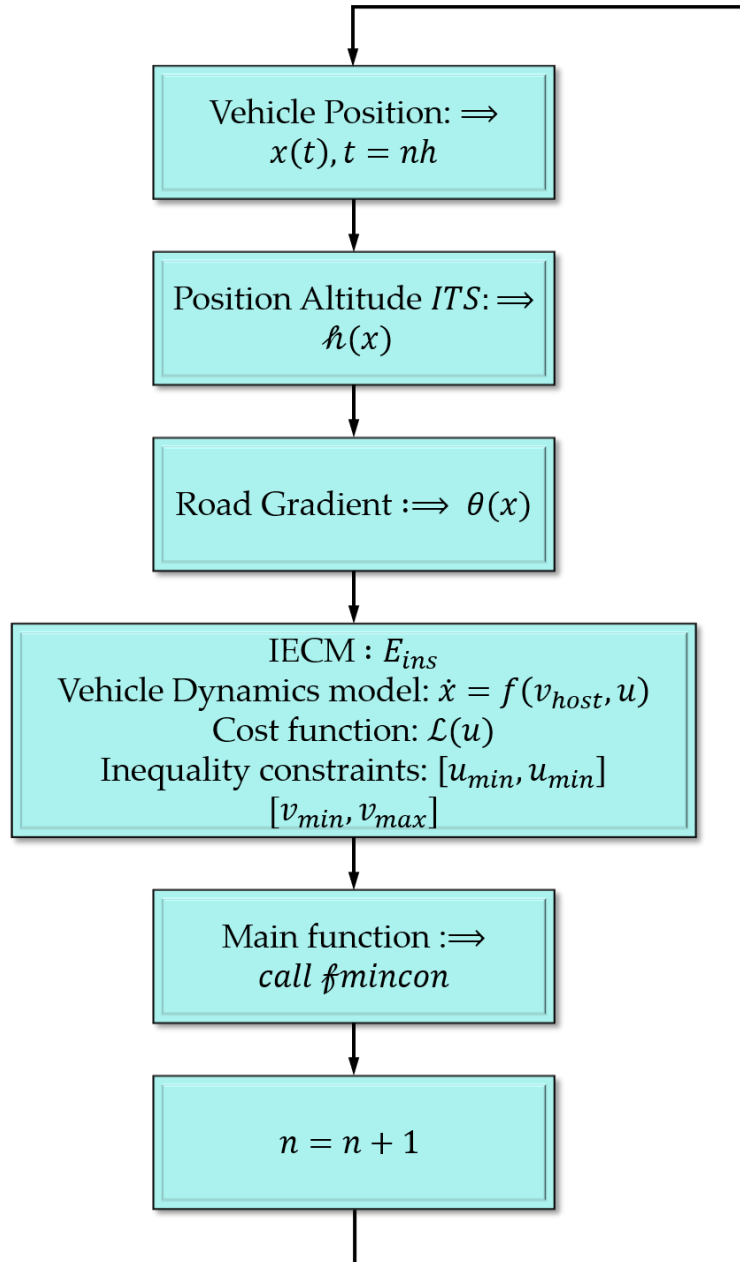 Vehicle Position: ⟹
x(t), t = nh
Position Altitude ITS: ⟹
ℏ(x)
Road Gradient :⟹ θ(x)
IECM : E_ins
Vehicle Dynamics model: ẋ = f(v_host, u)
Cost function: ℒ(u)
Inequality constraints: [u_min, u_min]
[v_min, v_max]
Main function :⟹
call fmincon
n = n + 1